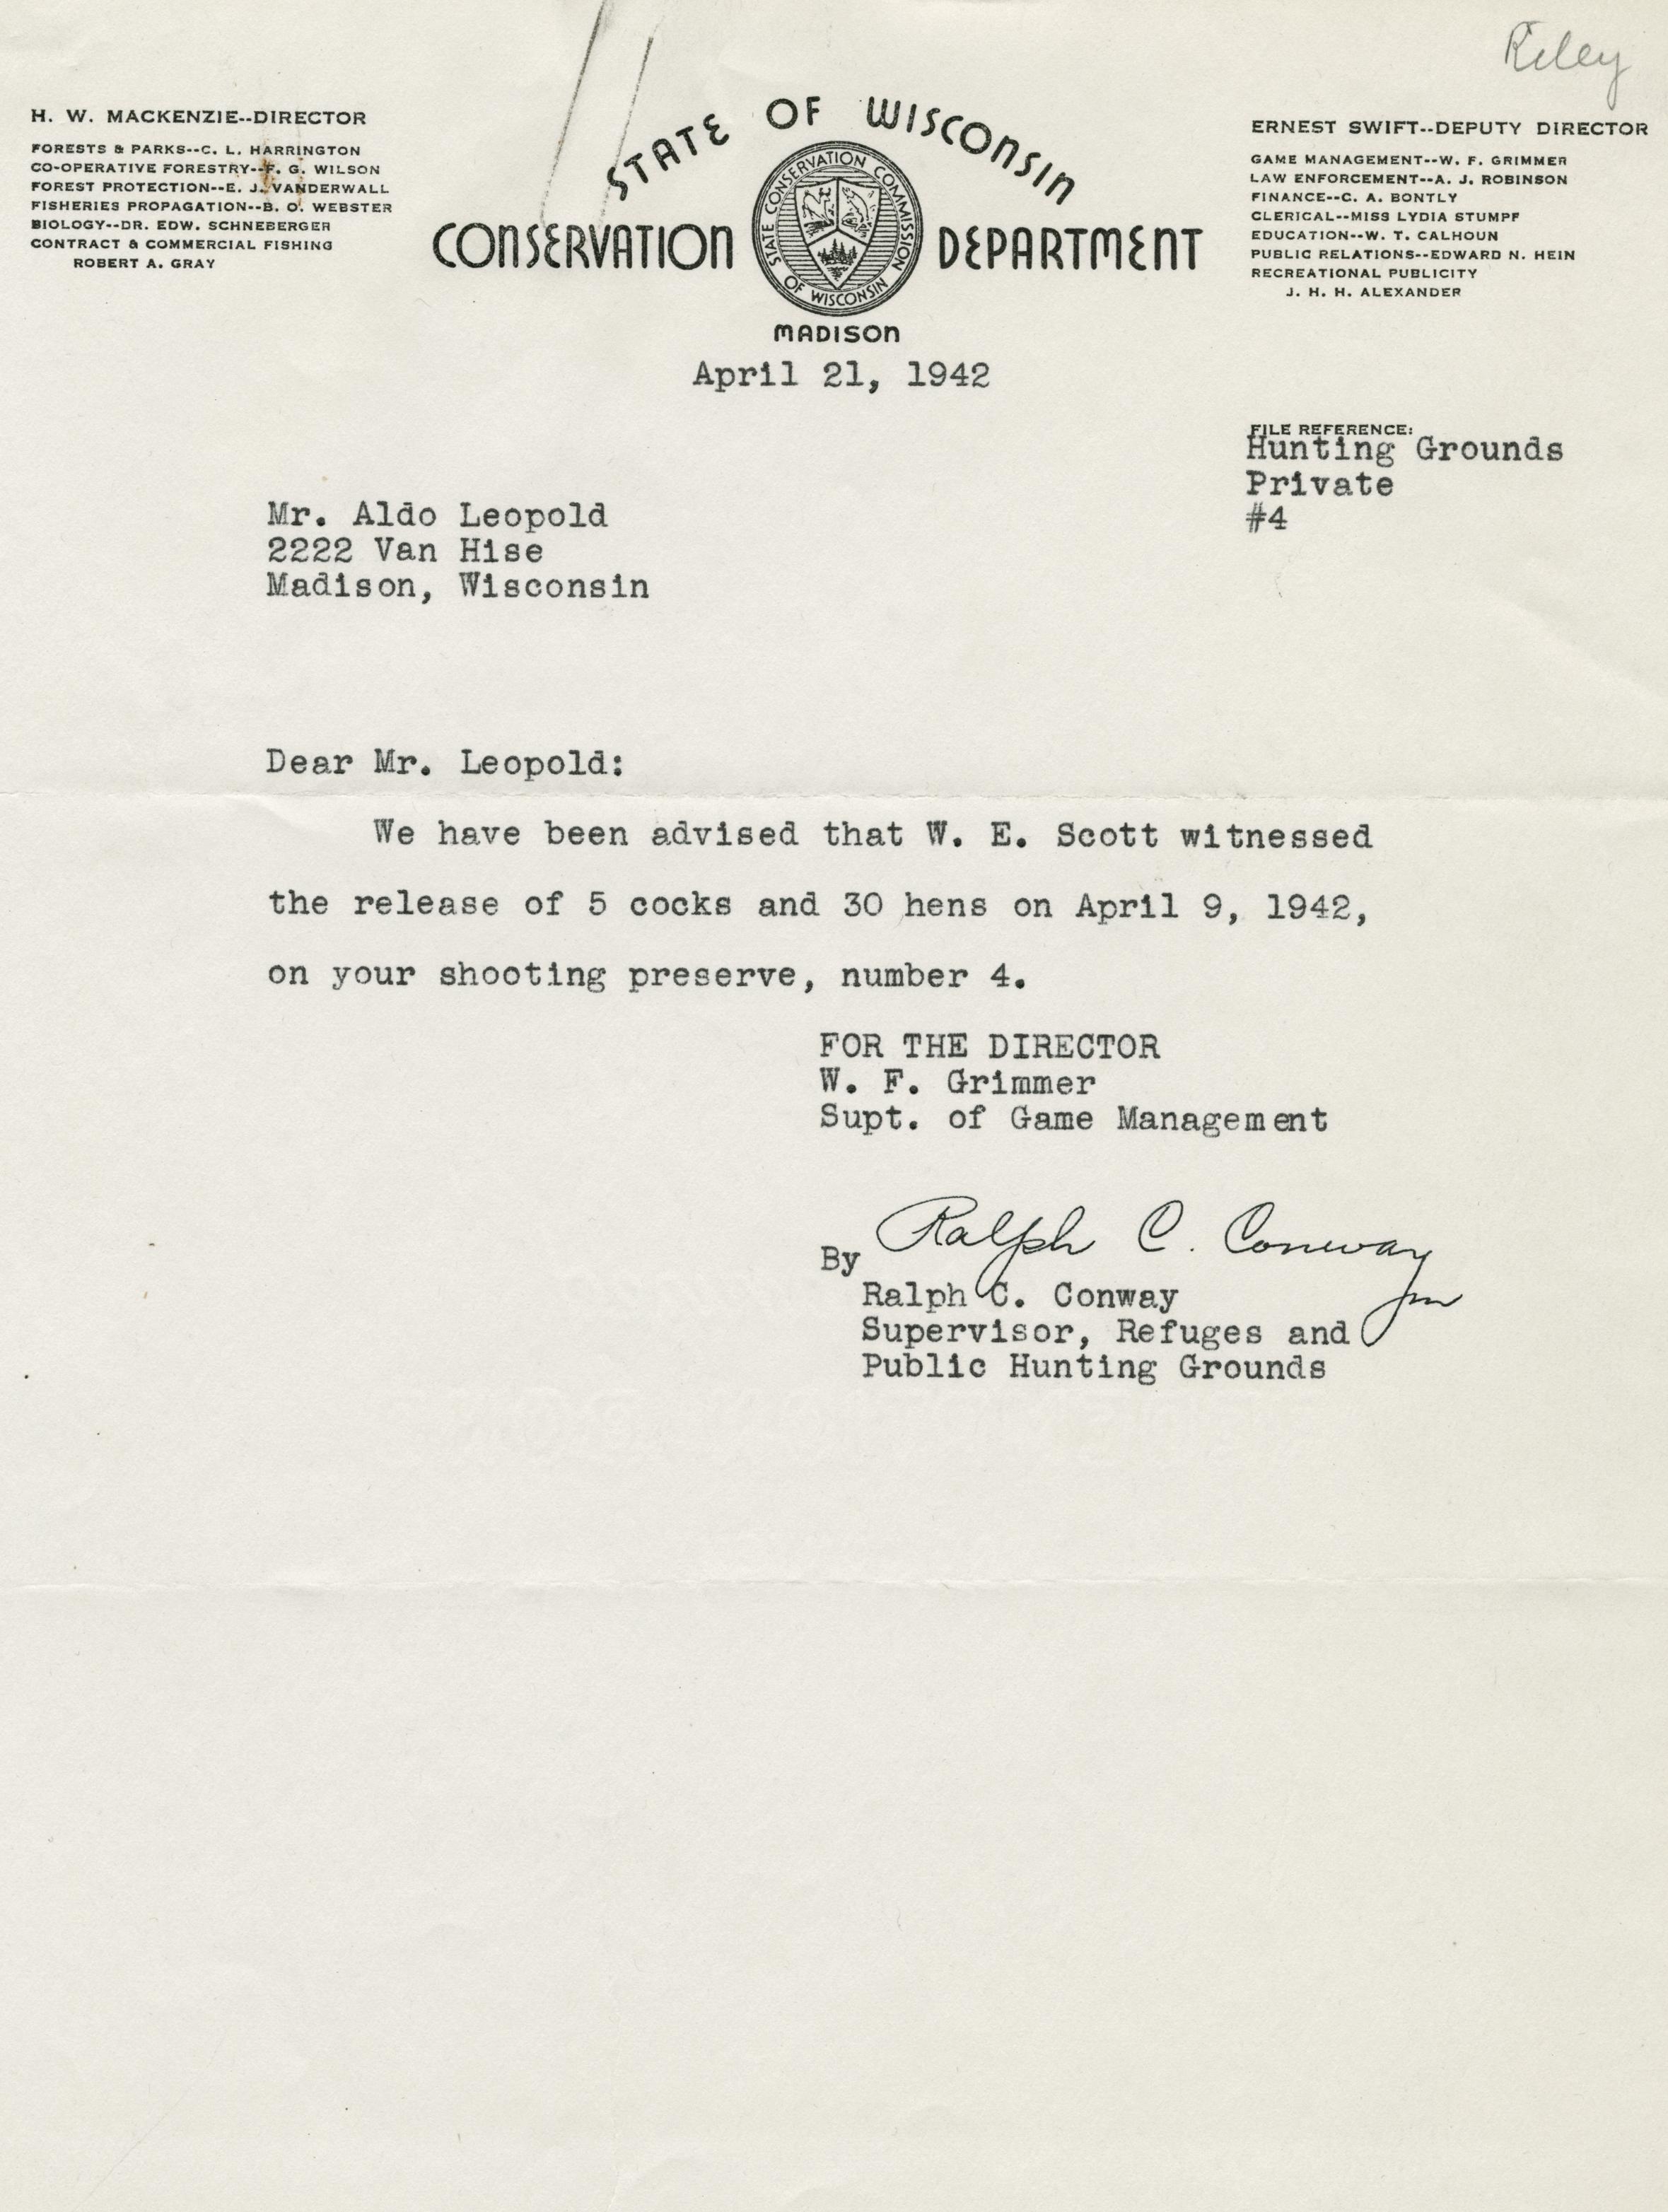 Riley
H. W. MACKENZIE--DIRECTOR
FORESTS & PARKS--C. L. HARRINGTON
CO-OPERATIVE FORESTRY--F. G. WILSON
FOREST PROTECTION--E. J. VANDERWALL
FISHERIES PROPAGATION--B. O. WEBSTER
BIOLOGY--DR. EDW. SCHNEBERGER
CONTRACT & COMMERCIAL FISHING
ROBERT A. GRAY
STATE OF WISCONSIN
CONSERVATION DEPARTMENT
STATE CONSERVATION COMMISSION
OF WISCONSIN
MADISON
ERNEST SWIFT--DEPUTY DIRECTOR
GAME MANAGEMENT--W. F. GRIMMER
LAW ENFORCEMENT--A. J. ROBINSON
FINANCE--C. A. BONTLY
CLERICAL--MISS LYDIA STUMPF
EDUCATION--W. T. CALHOUN
PUBLIC RELATIONS--EDWARD N. HEIN
RECREATIONAL PUBLICITY
J. H. H. ALEXANDER
April 21, 1942
FILE REFERENCE:
Hunting Grounds
Private
#4
Mr. Aldo Leopold
2222 Van Hise
Madison, Wisconsin
Dear Mr. Leopold:
We have been advised that W. E. Scott witnessed
the release of 5 cocks and 30 hens on April 9, 1942,
on your shooting preserve, number 4.
FOR THE DIRECTOR
W. F. Grimmer
Supt. of Game Management
By Ralph C. Conway
Ralph C. Conway
Supervisor, Refuges and
Public Hunting Grounds